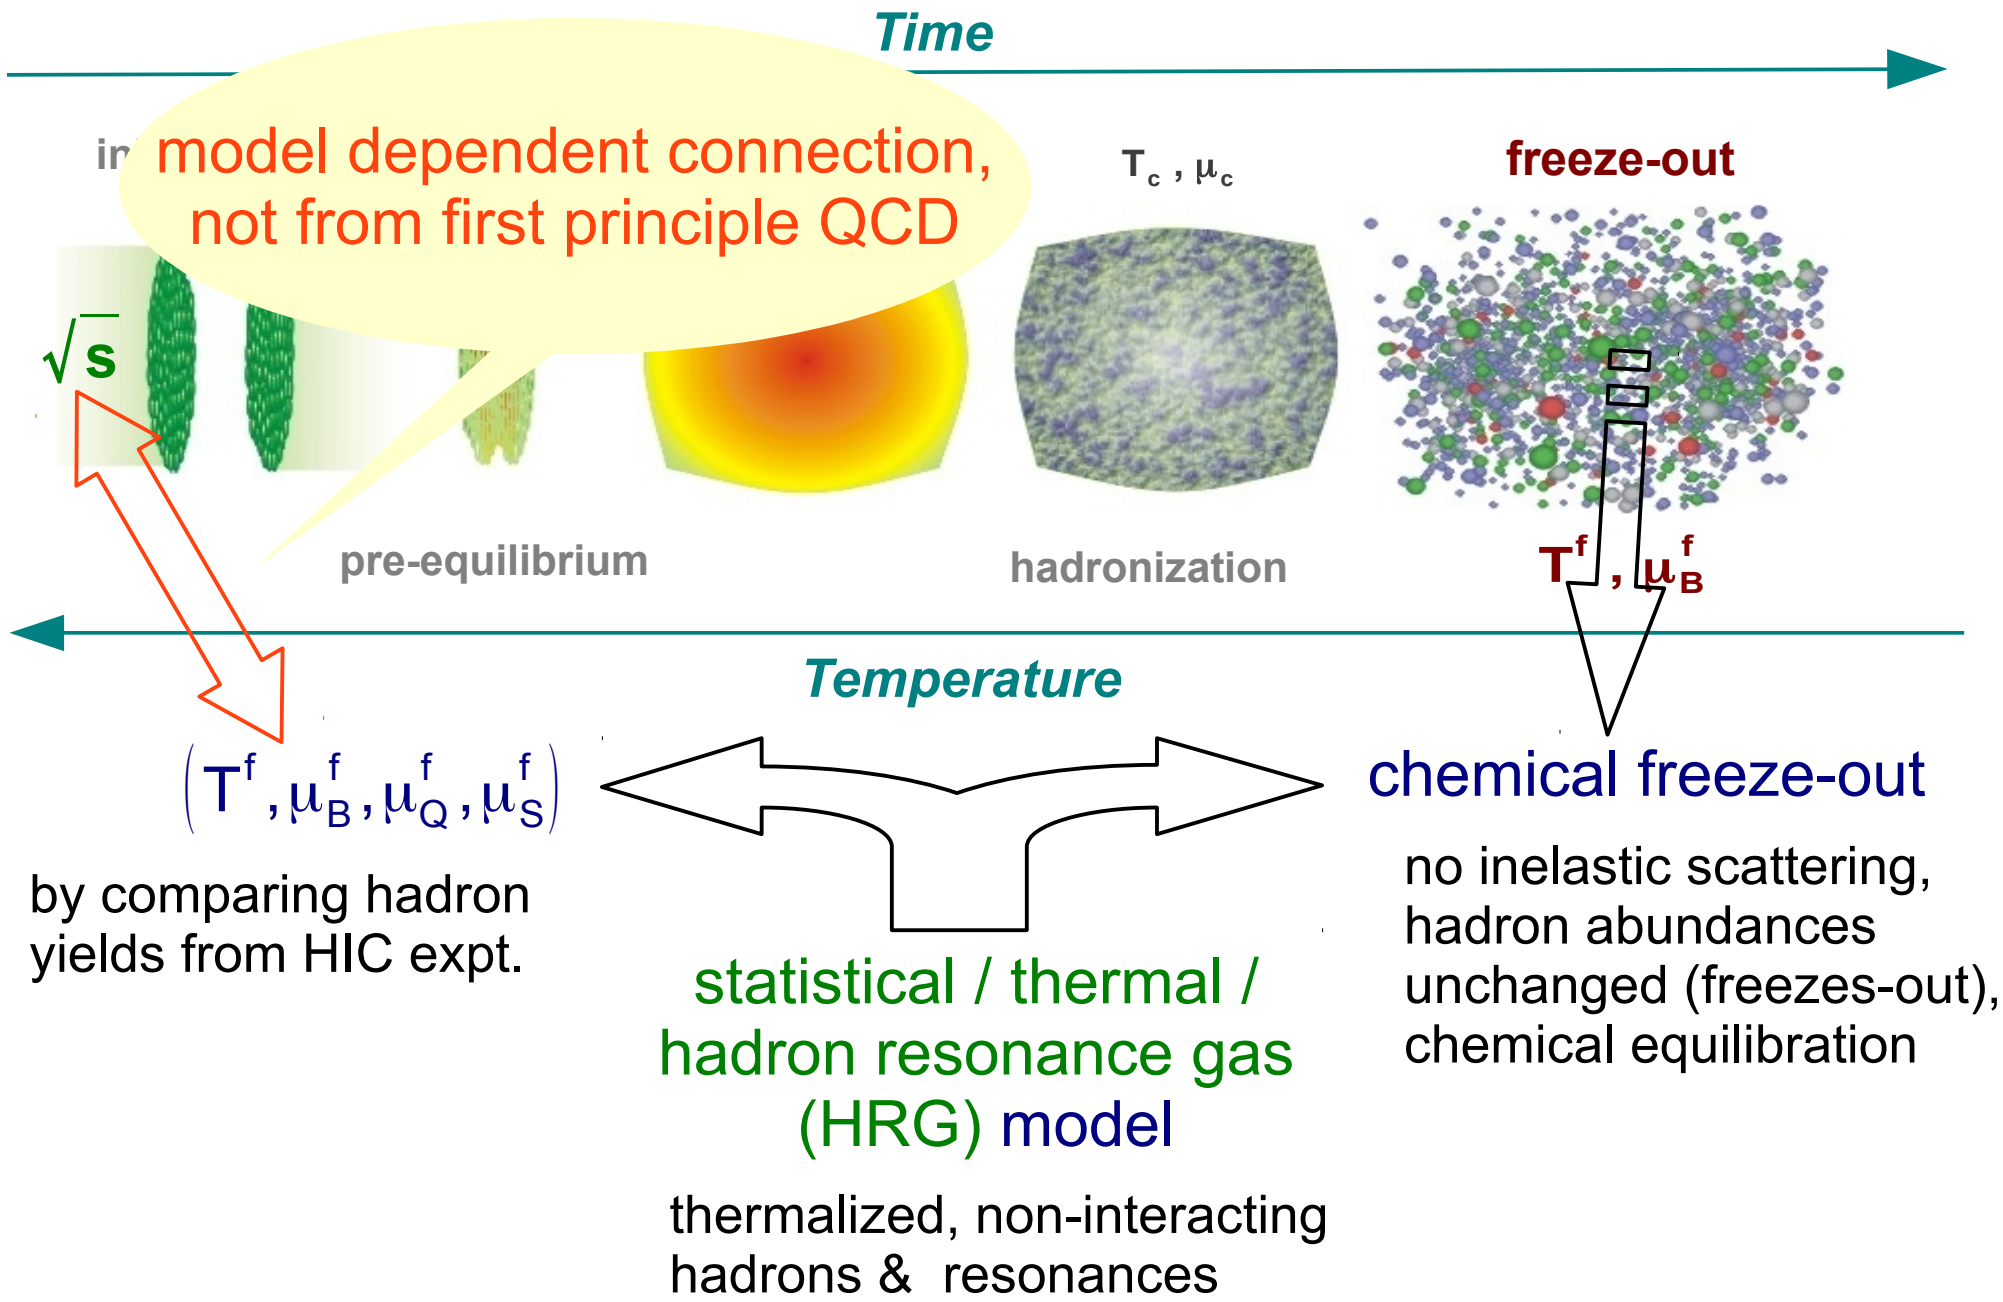 Time
model dependent connection,
not from first principle QCD
T_c , μ_c
freeze-out
√s
pre-equilibrium
hadronization
T^f , μ_B^f
Temperature
(T^f, μ_B^f, μ_Q^f, μ_S^f)
chemical freeze-out
by comparing hadron
yields from HIC expt.
no inelastic scattering,
hadron abundances
unchanged (freezes-out),
chemical equilibration
statistical / thermal /
hadron resonance gas
(HRG) model
thermalized, non-interacting
hadrons & resonances